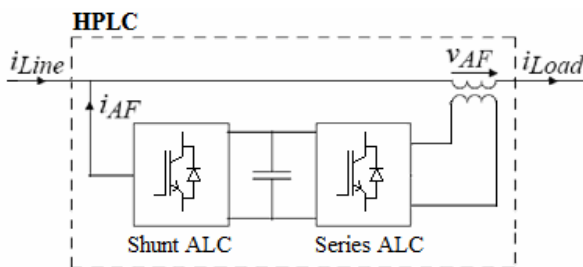 HPLC
iLine
vAF
iLoad
iAF
Shunt ALC
Series ALC